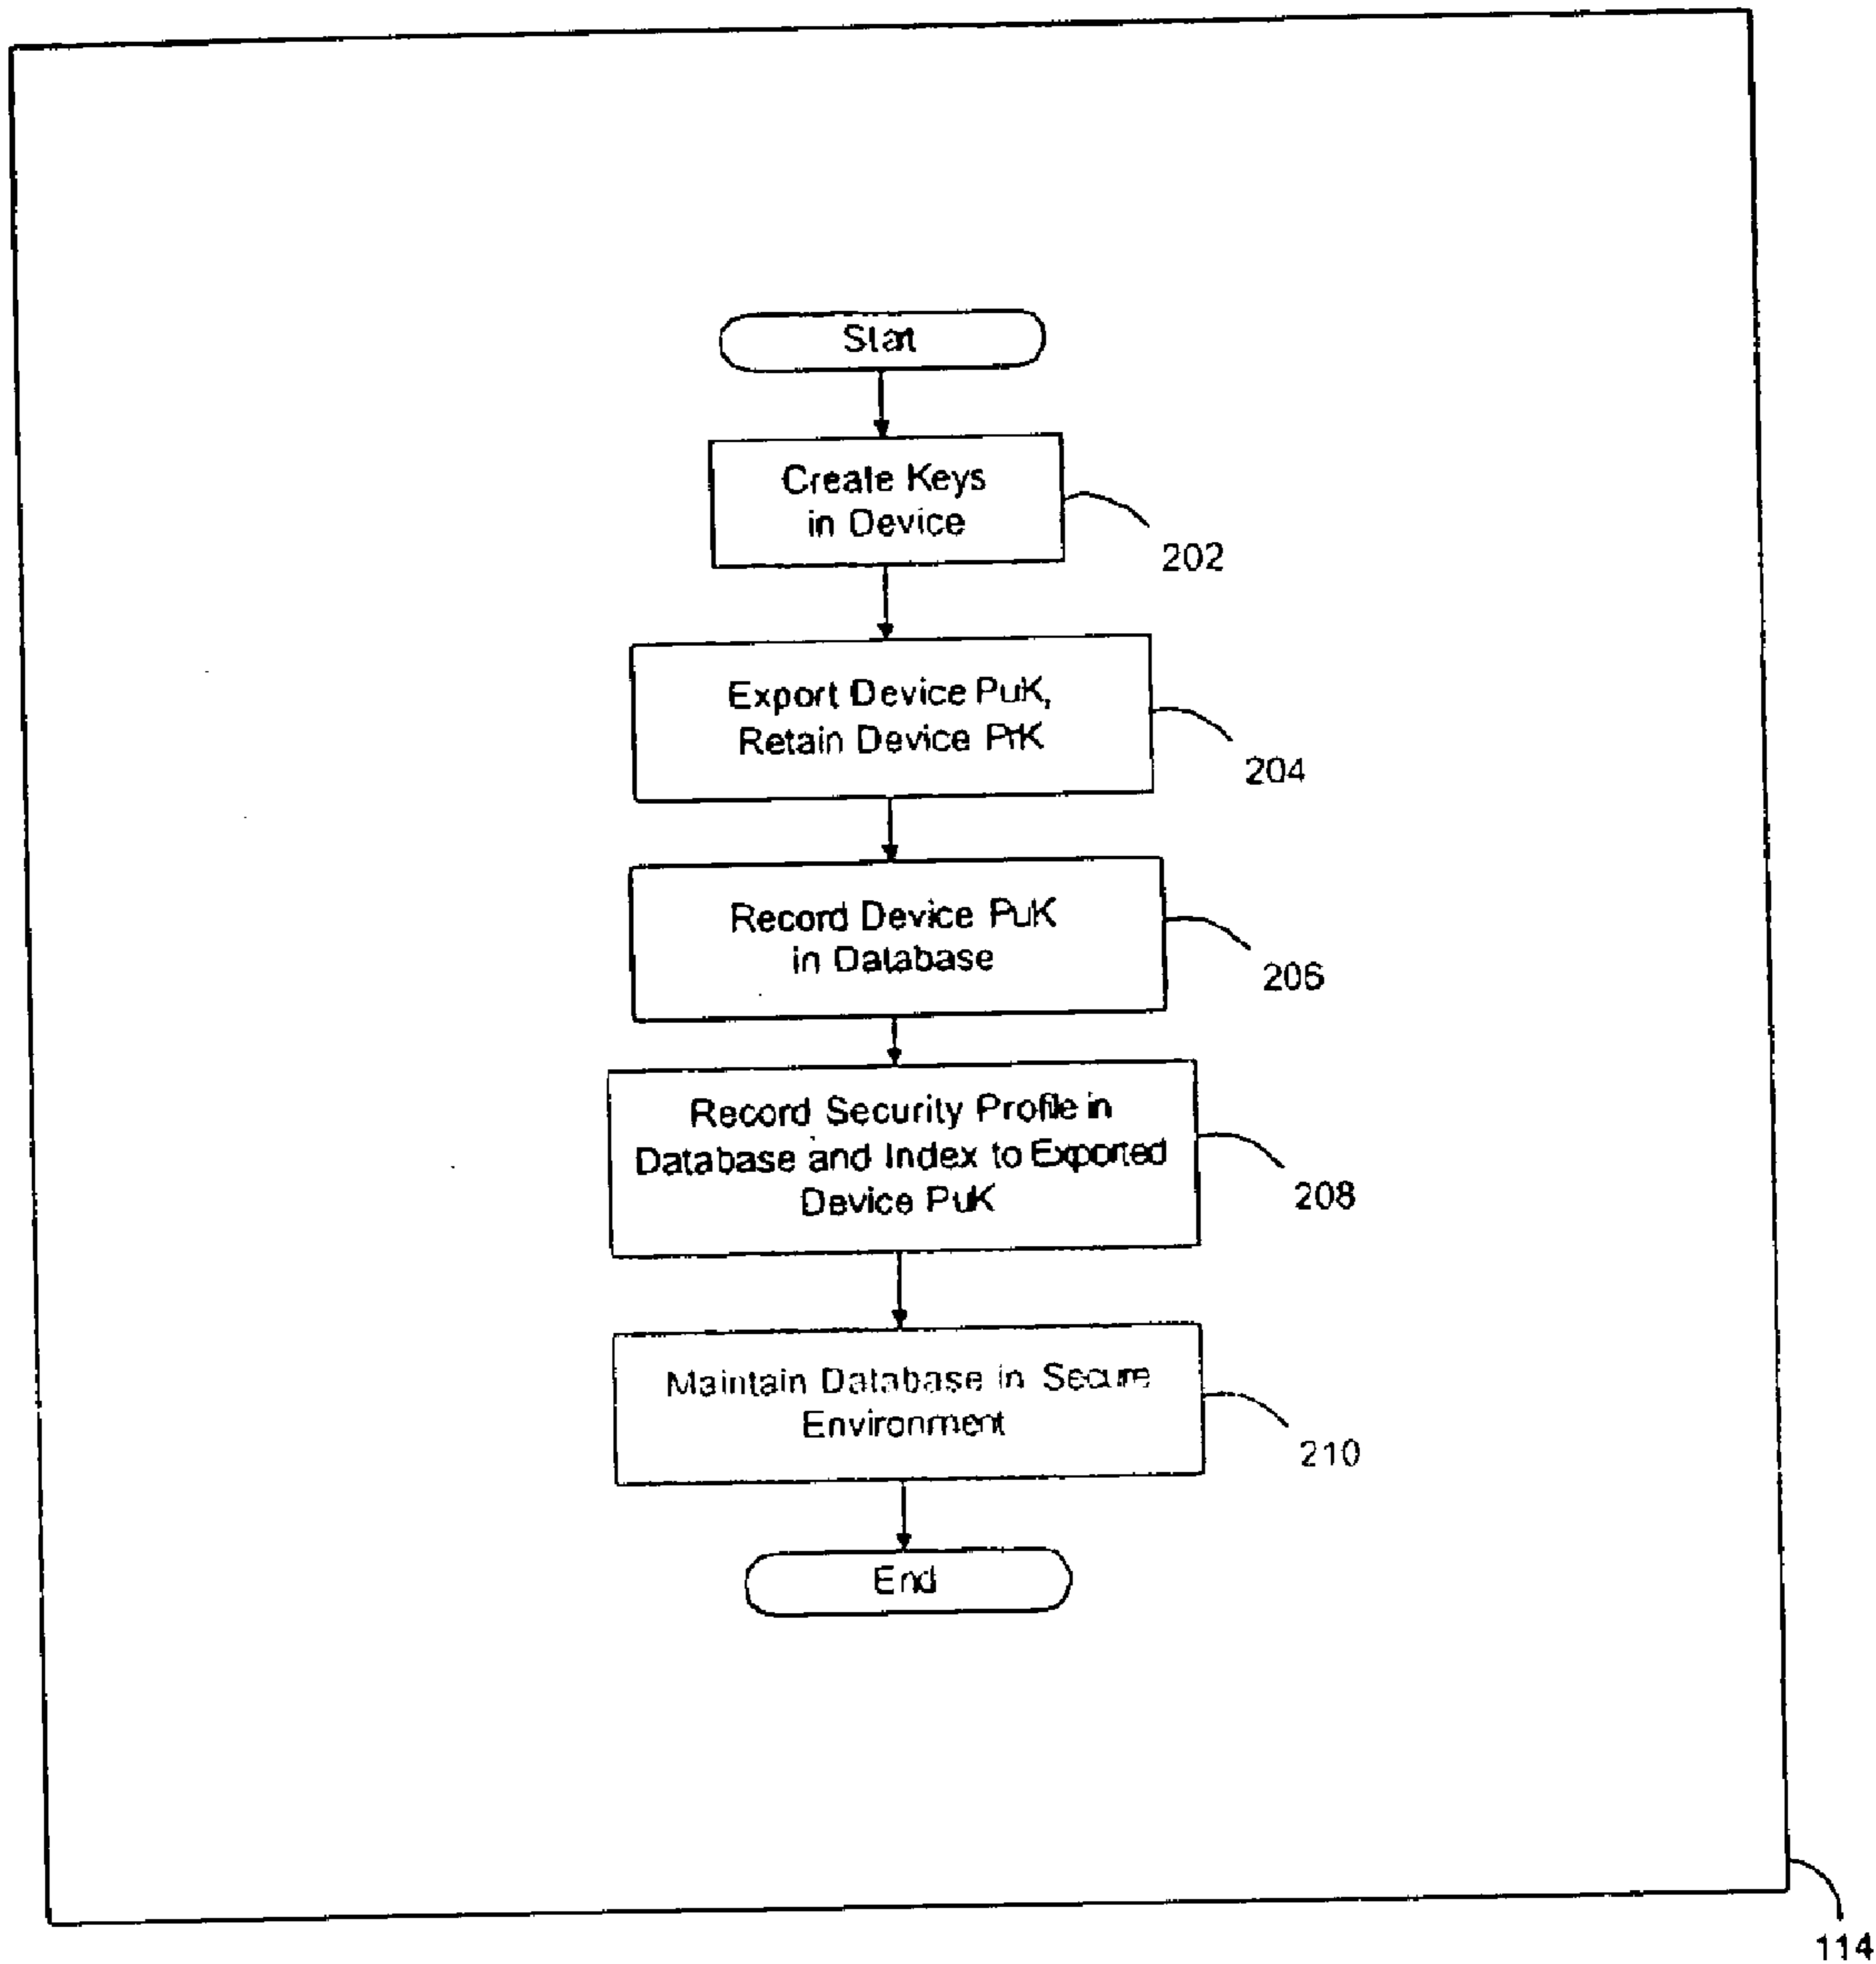 Start
Create Keys
in Device
202
Export Device PuK,
Retain Device PrK
204
Record Device PuK
in Database
206
Record Security Profile in
Database and Index to Exported
Device PuK
208
Maintain Database in Secure
Environment
210
End
114